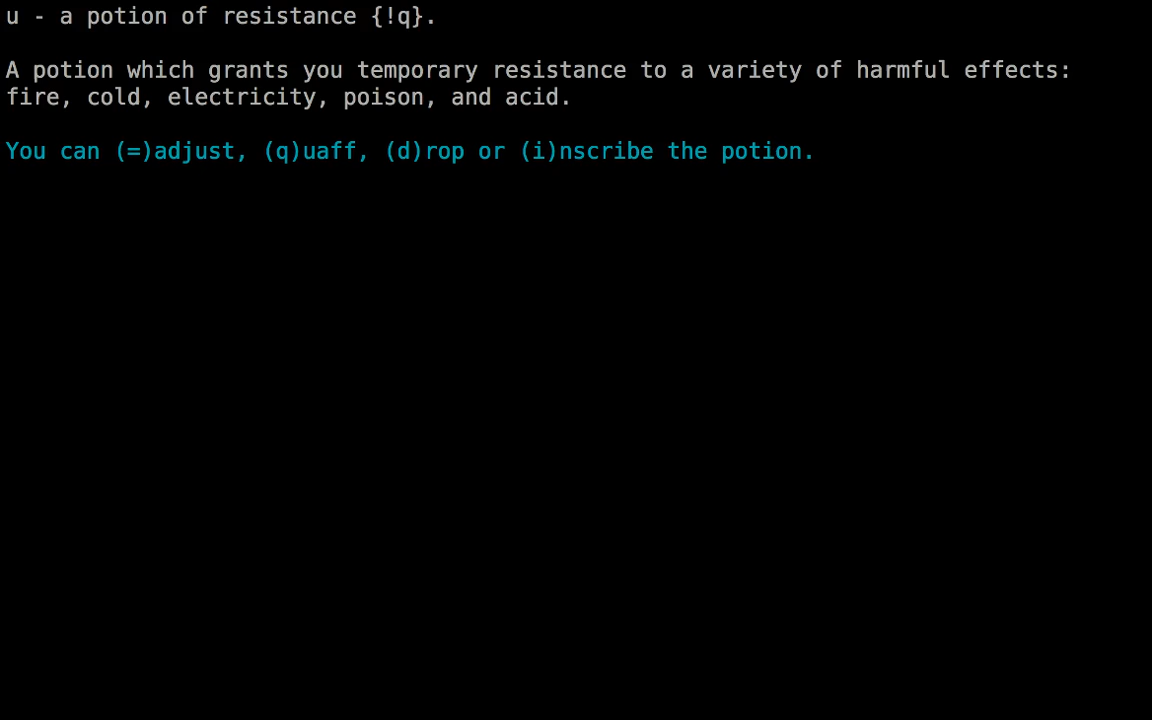 u - a potion of resistance {!q}.
A potion which grants you temporary resistance to a variety of harmful effects:
fire, cold, electricity, poison, and acid.
You can (=)adjust, (q)uaff, (d)rop or (i)nscribe the potion.